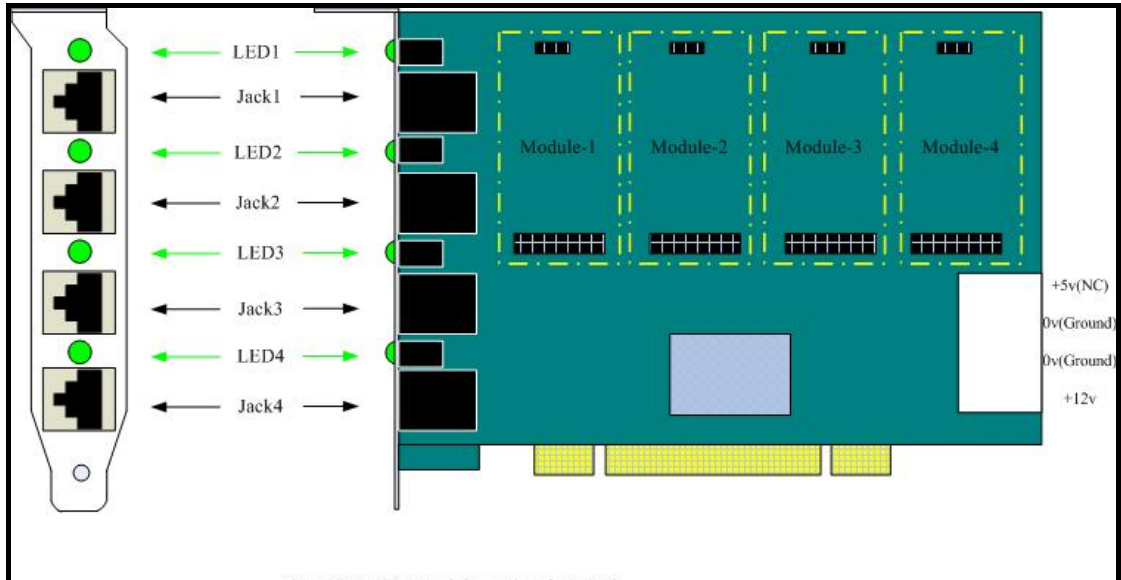 LED1
Jack1
LED2
Jack2
LED3
Jack3
LED4
Jack4
Module-1
Module-2
Module-3
Module-4
+5v(NC)
0v(Ground)
0v(Ground)
+12v